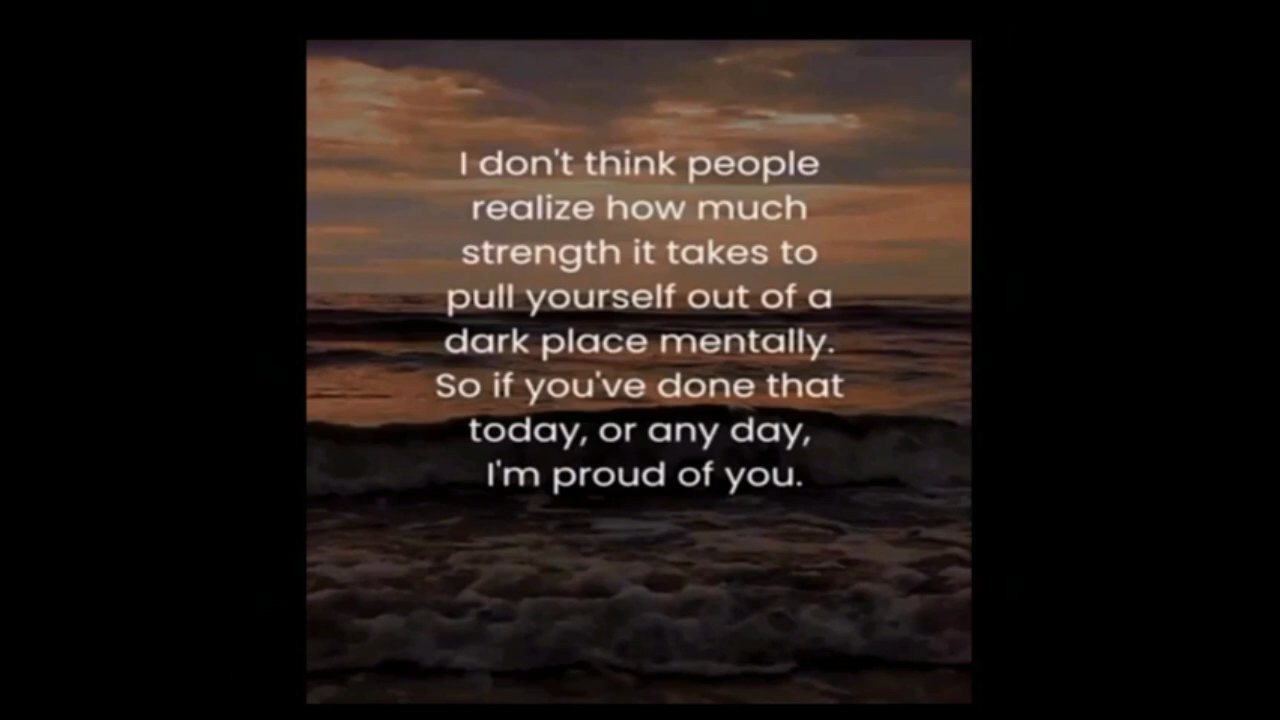 I don't think people
realize how much
strength it takes to
pull yourself out of a
dark place mentally.
So if you've done that
today, or any day,
I'm proud of you.